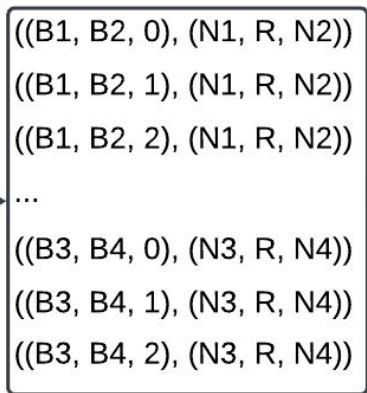 ((B1, B2, 0), (N1, R, N2))
((B1, B2, 1), (N1, R, N2))
((B1, B2, 2), (N1, R, N2))
...
((B3, B4, 0), (N3, R, N4))
((B3, B4, 1), (N3, R, N4))
((B3, B4, 2), (N3, R, N4))